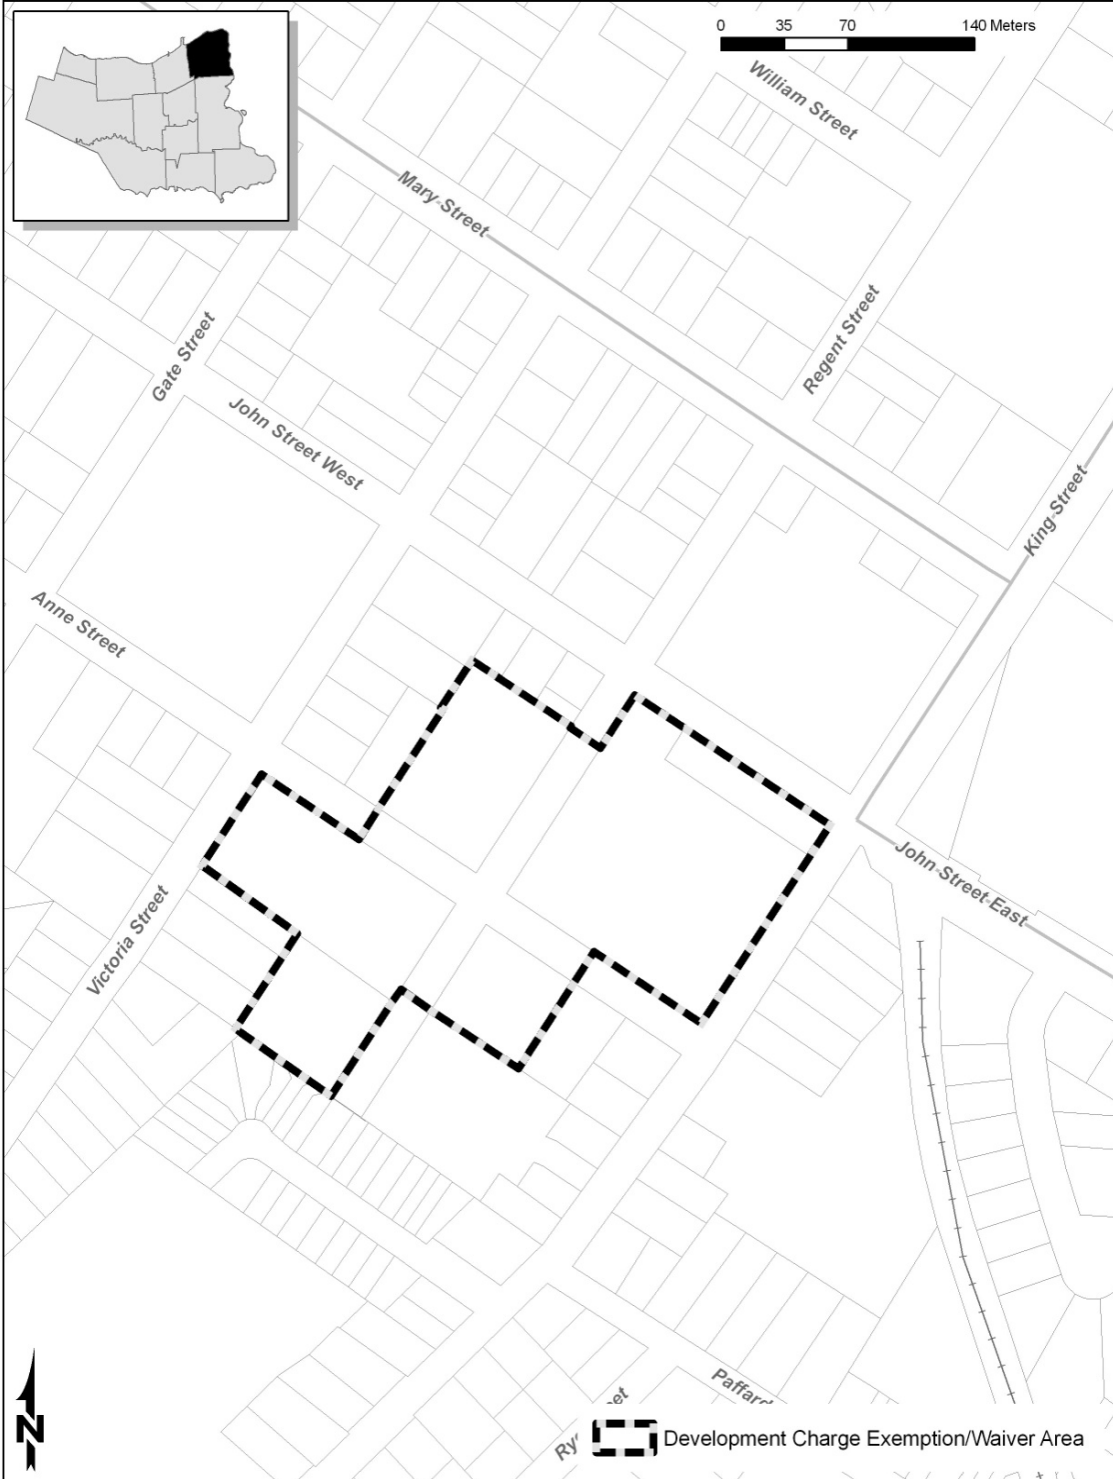 0 35 70 140 Meters
William Street
Mary Street
Regent Street
Gate Street
John Street West
King Street
Anne Street
John Street East
Victoria Street
Paffard
N
Development Charge Exemption/Waiver Area